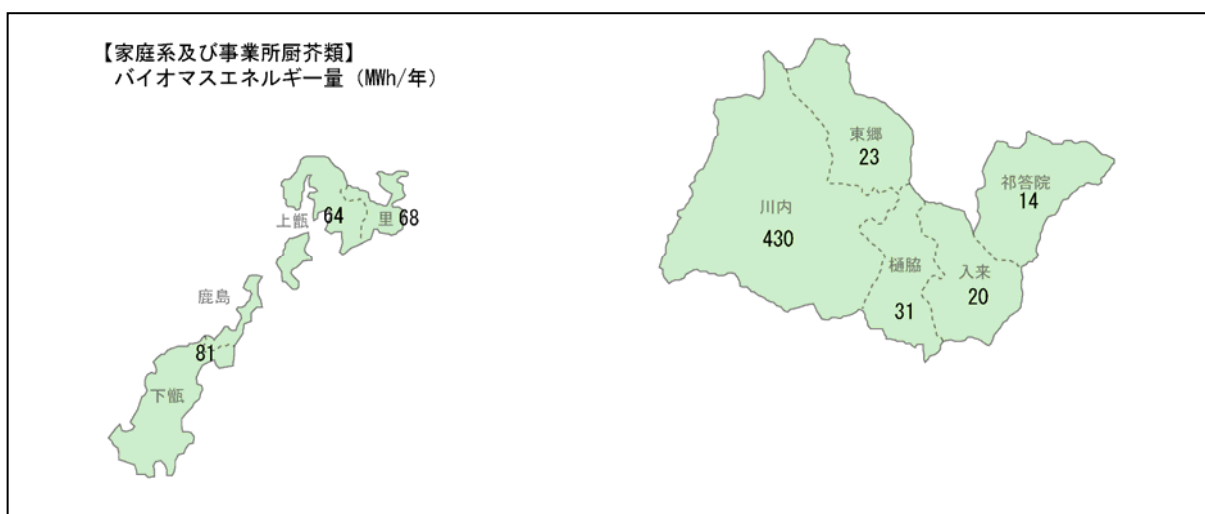 【家庭系及び事業所厨芥類】
バイオマスエネルギー量（MWh/年）
東郷
23
祁答院
14
川内
430
上甑
64
里
68
樋脇
31
入来
20
鹿島
81
下甑